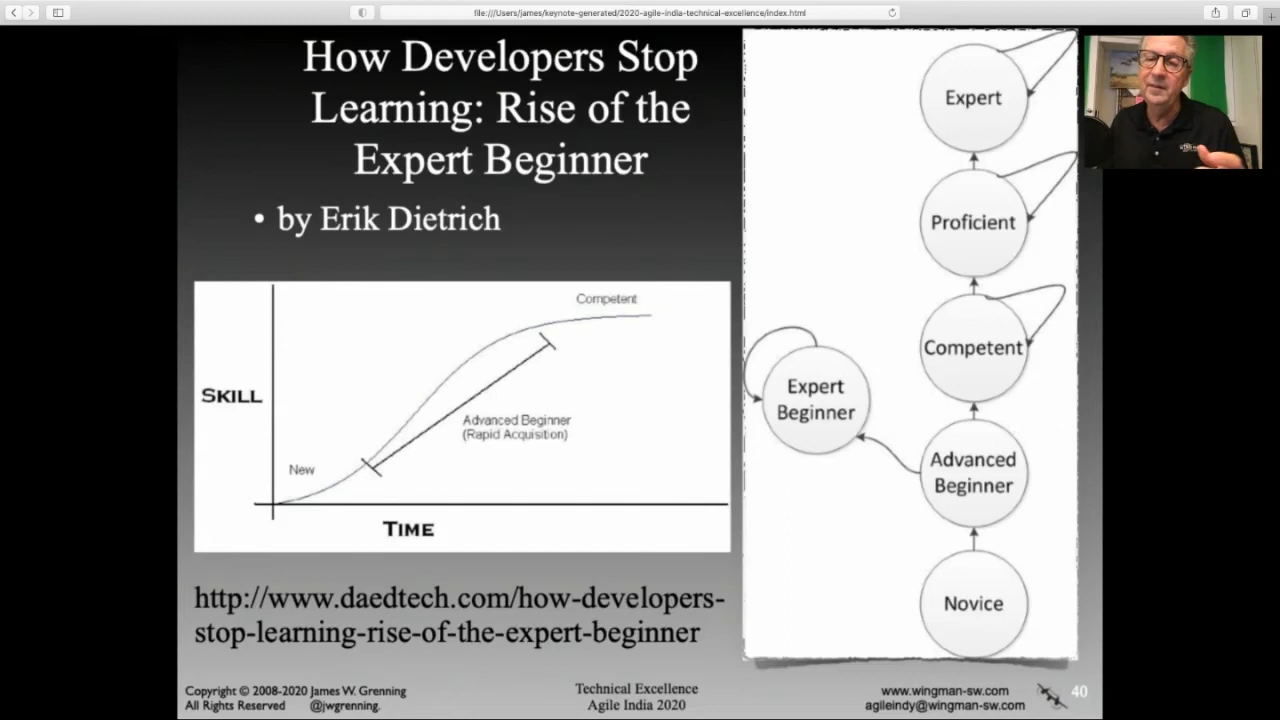 file:///Users/james/keynote-generated/2020-agile-india-technical-excellence/index.html
How Developers Stop
Learning: Rise of the
Expert Beginner
• by Erik Dietrich
Competent
SKILL
Advanced Beginner
(Rapid Acquisition)
New
TIME
http://www.daedtech.com/how-developers-
stop-learning-rise-of-the-expert-beginner
Expert
Proficient
Competent
Expert
Beginner
Advanced
Beginner
Novice
Copyright © 2008-2020 James W. Grenning
All Rights Reserved @jwgrenning.
Technical Excellence
Agile India 2020
www.wingman-sw.com
agileindy@wingman-sw.com
40